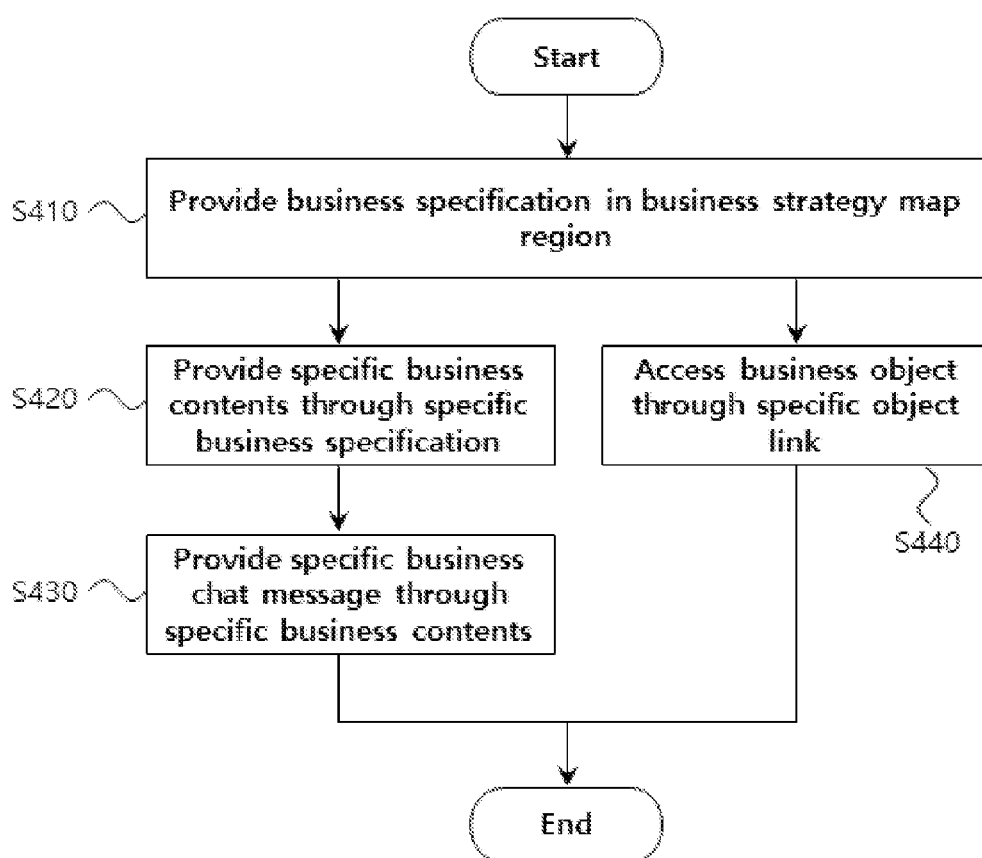 Start
S410
Provide business specification in business strategy map
region
S420
Provide specific business
contents through specific
business specification
Access business object
through specific object
link
S440
S430
Provide specific business
chat message through
specific business contents
End